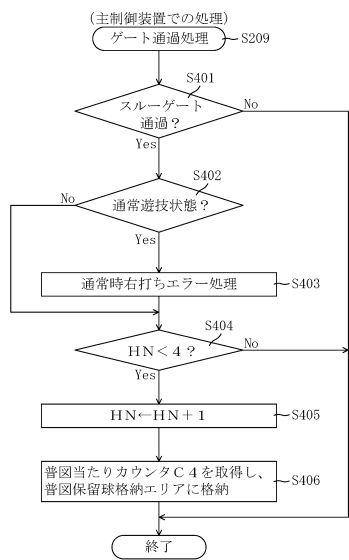 (主制御装置での処理)
ゲート通過処理
S209
S401
スルーゲート
通過？
No
Yes
S402
通常遊技状態？
No
Yes
通常時右打ちエラー処理
S403
S404
ＨＮ＜４？
No
Yes
ＨＮ←ＨＮ＋１
S405
普図当たりカウンタＣ４を取得し、
普図保留球格納エリアに格納
S406
終了